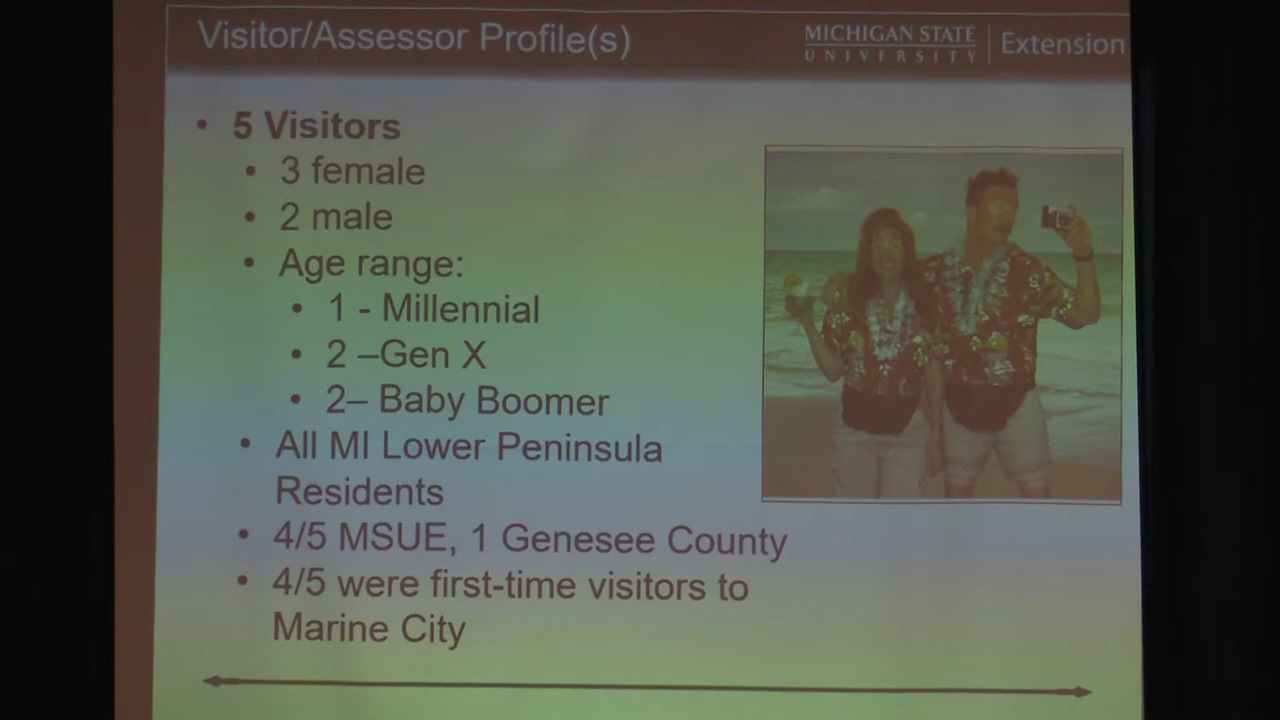 Visitor/Assessor Profile(s)
MICHIGAN STATE
UNIVERSITY
Extension
• 5 Visitors
• 3 female
• 2 male
• Age range:
• 1 - Millennial
• 2 –Gen X
• 2– Baby Boomer
• All MI Lower Peninsula
Residents
• 4/5 MSUE, 1 Genesee County
• 4/5 were first-time visitors to
Marine City